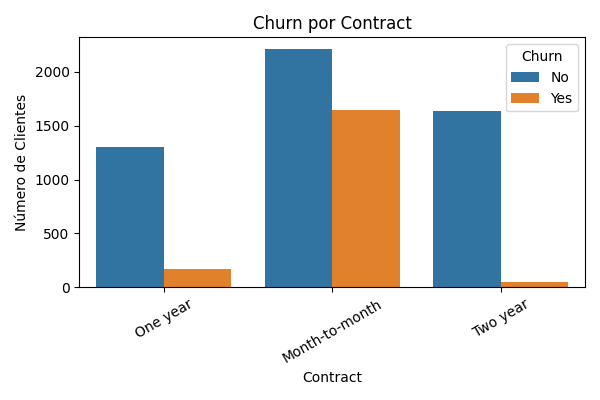 Churn por Contract
Churn
No
Yes
Número de Clientes
2000
1500
1000
500
0
One year
Month-to-month
Two year
Contract